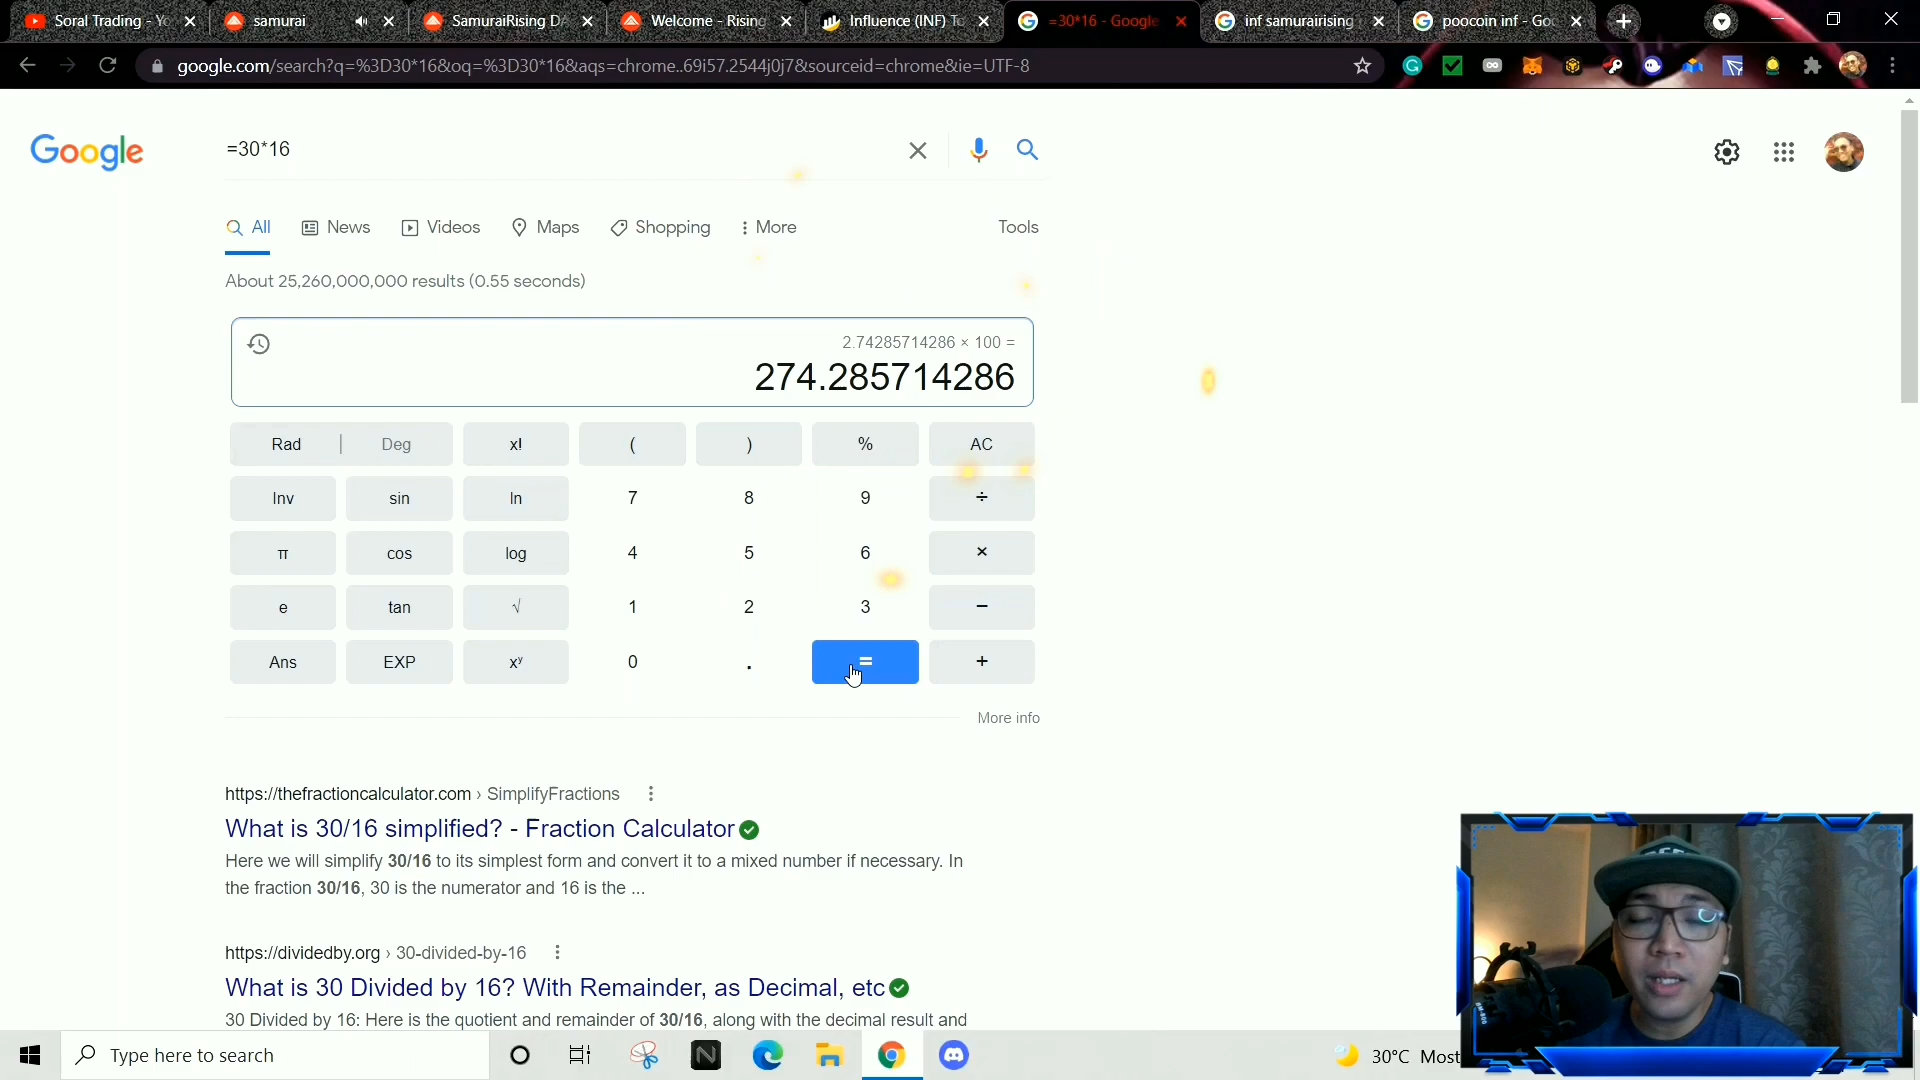 Soral Trading - Yo
samurai
SamuraiRising DA
Welcome - Rising
Influence (INF) To
=30*16 - Google
inf samurairising
poocoin inf - Goo
google.com/search?q=%3D30*16&oq=%3D30*16&aqs=chrome..69i57.2544j0j7&sourceid=chrome&ie=UTF-8
Google
=30*16
All
News
Videos
Maps
Shopping
More
Tools
About 25,260,000,000 results (0.55 seconds)
2.74285714286 × 100 =
274.285714286
Rad | Deg x! ( ) % AC
Inv sin ln 7 8 9 ÷
π cos log 4 5 6 ×
e tan √ 1 2 3 −
Ans EXP xʸ 0 . = +
More info
https://thefractioncalculator.com › SimplifyFractions
What is 30/16 simplified? - Fraction Calculator
Here we will simplify 30/16 to its simplest form and convert it to a mixed number if necessary. In
the fraction 30/16, 30 is the numerator and 16 is the ...
https://dividedby.org › 30-divided-by-16
What is 30 Divided by 16? With Remainder, as Decimal, etc
30 Divided by 16: Here is the quotient and remainder of 30/16, along with the decimal result and
Type here to search
30°C Most